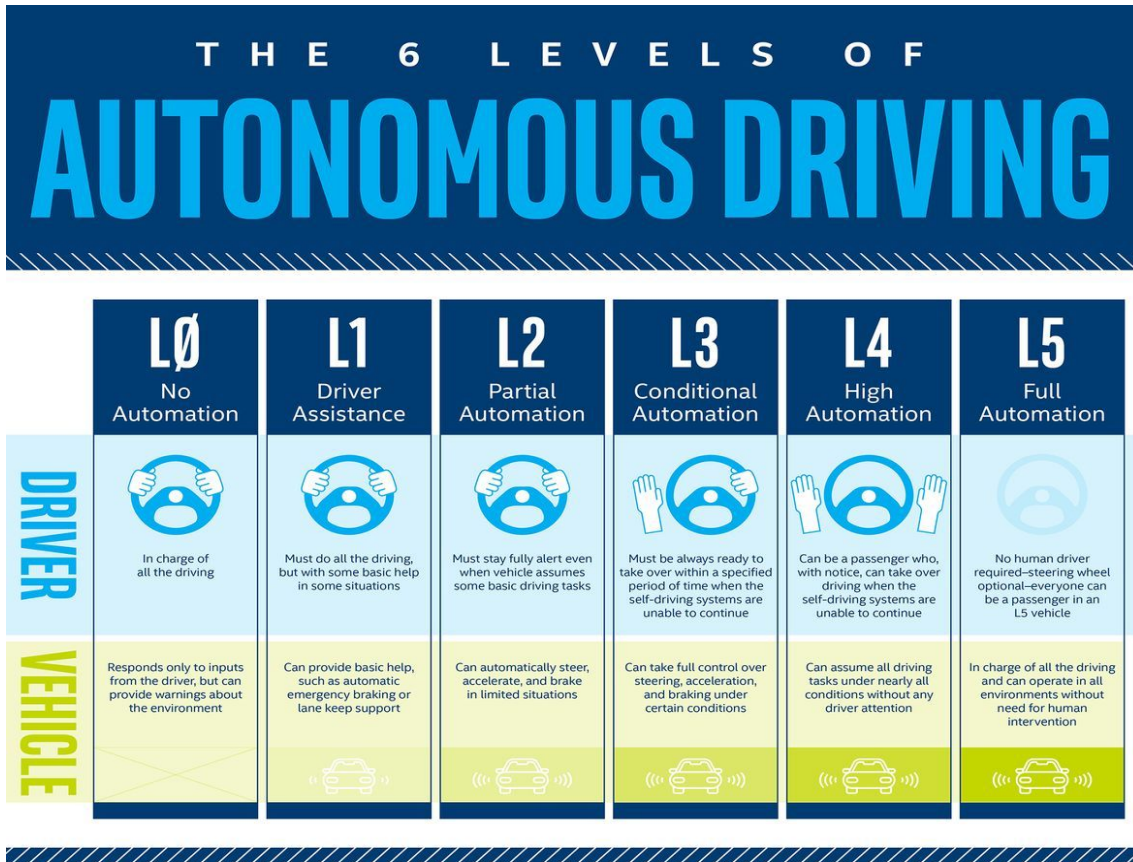 THE 6 LEVELS OF
AUTONOMOUS DRIVING
LØ
No
Automation
L1
Driver
Assistance
L2
Partial
Automation
L3
Conditional
Automation
L4
High
Automation
L5
Full
Automation
DRIVER
In charge of
all the driving
Must do all the driving,
but with some basic help
in some situations
Must stay fully alert even
when vehicle assumes
some basic driving tasks
Must be always ready to
take over within a specified
period of time when the
self-driving systems are
unable to continue
Can be a passenger who,
with notice, can take over
driving when the
self-driving systems are
unable to continue
No human driver
required–steering wheel
optional–everyone can
be a passenger in an
L5 vehicle
VEHICLE
Responds only to inputs
from the driver, but can
provide warnings about
the environment
Can provide basic help,
such as automatic
emergency braking or
lane keep support
Can automatically steer,
accelerate, and brake
in limited situations
Can take full control over
steering, acceleration,
and braking under
certain conditions
Can assume all driving
tasks under nearly all
conditions without any
driver attention
In charge of all the driving
and can operate in all
environments without
need for human
intervention